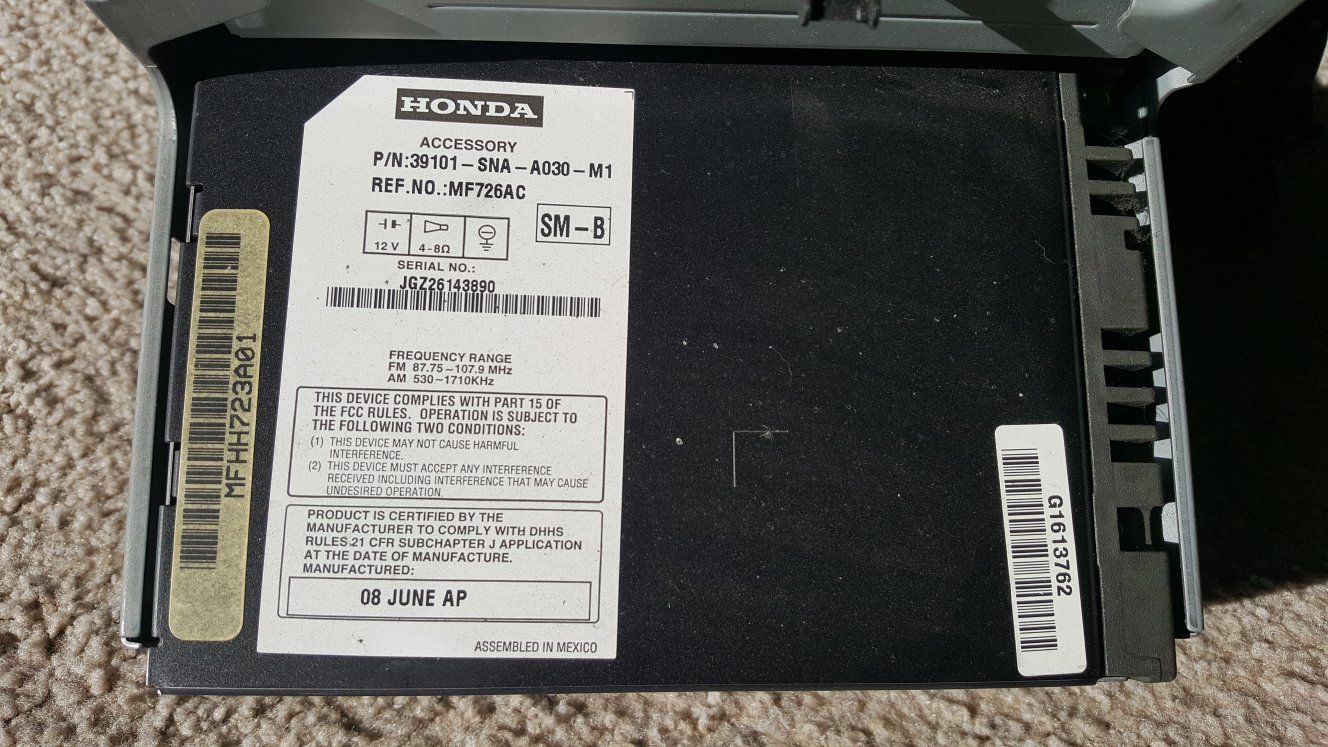 HONDA
ACCESSORY
P/N:39101-SNA-A030-M1
REF.NO.:MF726AC
12 V
4-8Ω
SM-B
SERIAL NO.:
JGZ26143890
FREQUENCY RANGE
FM 87.75~107.9 MHz
AM 530~1710KHz
THIS DEVICE COMPLIES WITH PART 15 OF
THE FCC RULES. OPERATION IS SUBJECT TO
THE FOLLOWING TWO CONDITIONS:
(1) THIS DEVICE MAY NOT CAUSE HARMFUL
INTERFERENCE.
(2) THIS DEVICE MUST ACCEPT ANY INTERFERENCE
RECEIVED INCLUDING INTERFERENCE THAT MAY CAUSE
UNDESIRED OPERATION.
PRODUCT IS CERTIFIED BY THE
MANUFACTURER TO COMPLY WITH DHHS
RULES.21 CFR SUBCHAPTER J APPLICATION
AT THE DATE OF MANUFACTURE.
MANUFACTURED:
08 JUNE AP
ASSEMBLED IN MEXICO
MFHH723A01
G1613762